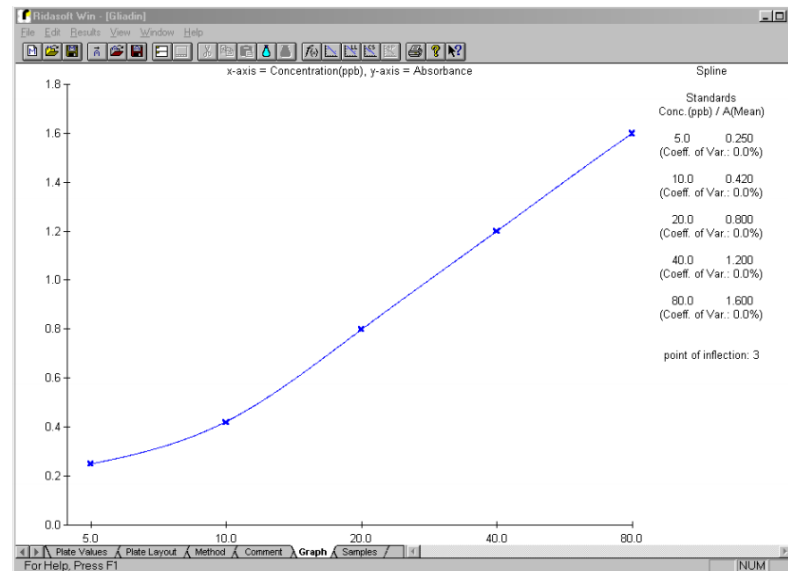 Ridasoft Win - [Gliadin]
File Edit Results View Window Help
x-axis = Concentration(ppb), y-axis = Absorbance
Spline
Standards
Conc.(ppb) / A(Mean)
5.0 0.250
(Coeff. of Var.: 0.0%)
10.0 0.420
(Coeff. of Var.: 0.0%)
20.0 0.800
(Coeff. of Var.: 0.0%)
40.0 1.200
(Coeff. of Var.: 0.0%)
80.0 1.600
(Coeff. of Var.: 0.0%)
point of inflection: 3
1.8
1.6
1.4
1.2
1.0
0.8
0.6
0.4
0.2
0.0
5.0 10.0 20.0 40.0 80.0
Plate Values Plate Layout Method Comment Graph Samples
For Help, Press F1 NUM